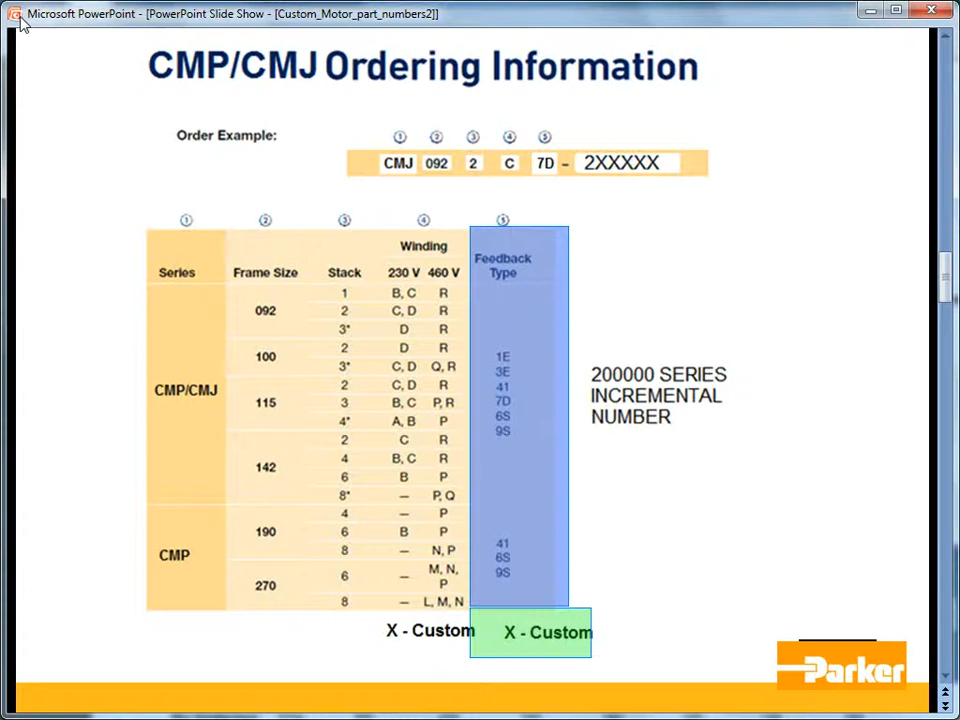 Microsoft PowerPoint - [PowerPoint Slide Show - [Custom_Motor_part_numbers2]]
CMP/CMJ Ordering Information
Order Example:
① ② ③ ④ ⑤
CMJ 092 2 C 7D - 2XXXXX
① ② ③ ④ ⑤
Winding
Feedback
Type
Series Frame Size Stack 230 V 460 V
CMP/CMJ
092
1 B, C R
2 C, D R
3* D R
100
2 D R
3* C, D Q, R
115
2 C, D R
3 B, C P, R
4* A, B P
142
2 C R
4 B, C R
6 B P
8* – P, Q
1E
3E
41
7D
6S
9S
CMP
190
4 – P
6 B P
8 – N, P
270
6 – M, N,
P
8 – L, M, N
41
6S
9S
200000 SERIES
INCREMENTAL
NUMBER
X - Custom X - Custom
Parker